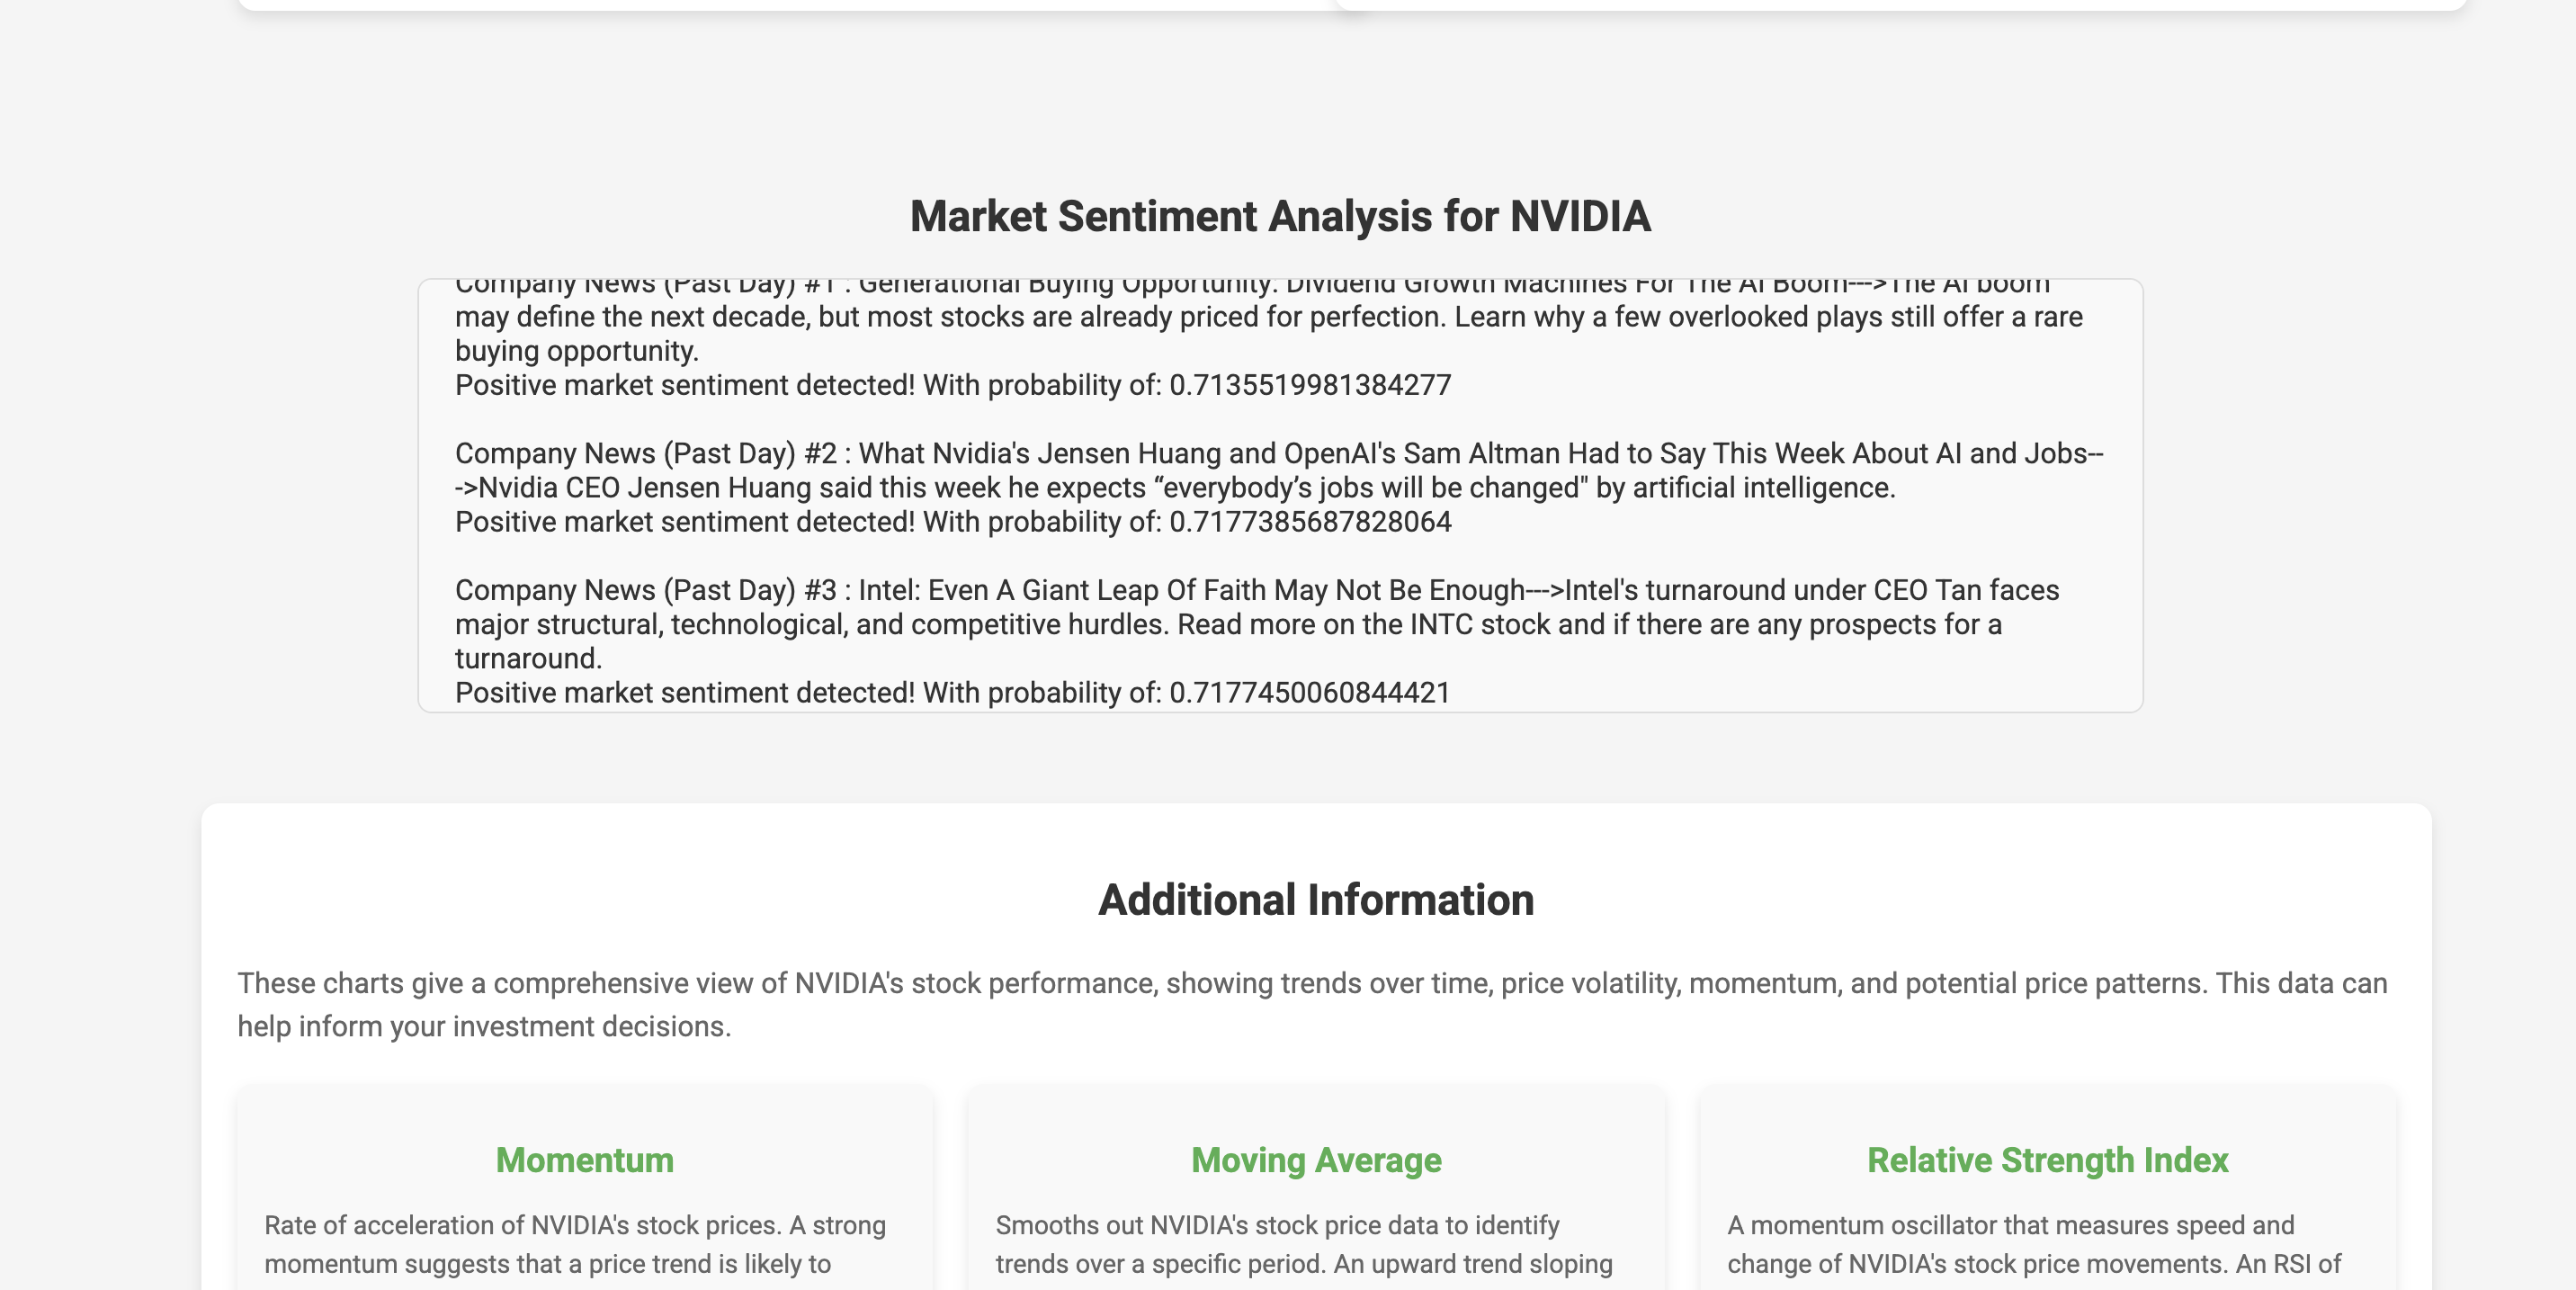 Market Sentiment Analysis for NVIDIA
Company News (Past Day) #1 : Generational Buying Opportunity: Dividend Growth Machines For The AI Boom--->The AI boom
may define the next decade, but most stocks are already priced for perfection. Learn why a few overlooked plays still offer a rare
buying opportunity.
Positive market sentiment detected! With probability of: 0.7135519981384277
Company News (Past Day) #2 : What Nvidia's Jensen Huang and OpenAI's Sam Altman Had to Say This Week About AI and Jobs--
->Nvidia CEO Jensen Huang said this week he expects “everybody’s jobs will be changed" by artificial intelligence.
Positive market sentiment detected! With probability of: 0.7177385687828064
Company News (Past Day) #3 : Intel: Even A Giant Leap Of Faith May Not Be Enough--->Intel's turnaround under CEO Tan faces
major structural, technological, and competitive hurdles. Read more on the INTC stock and if there are any prospects for a
turnaround.
Positive market sentiment detected! With probability of: 0.7177450060844421
Additional Information
These charts give a comprehensive view of NVIDIA's stock performance, showing trends over time, price volatility, momentum, and potential price patterns. This data can
help inform your investment decisions.
Momentum
Rate of acceleration of NVIDIA's stock prices. A strong
momentum suggests that a price trend is likely to
Moving Average
Smooths out NVIDIA's stock price data to identify
trends over a specific period. An upward trend sloping
Relative Strength Index
A momentum oscillator that measures speed and
change of NVIDIA's stock price movements. An RSI of